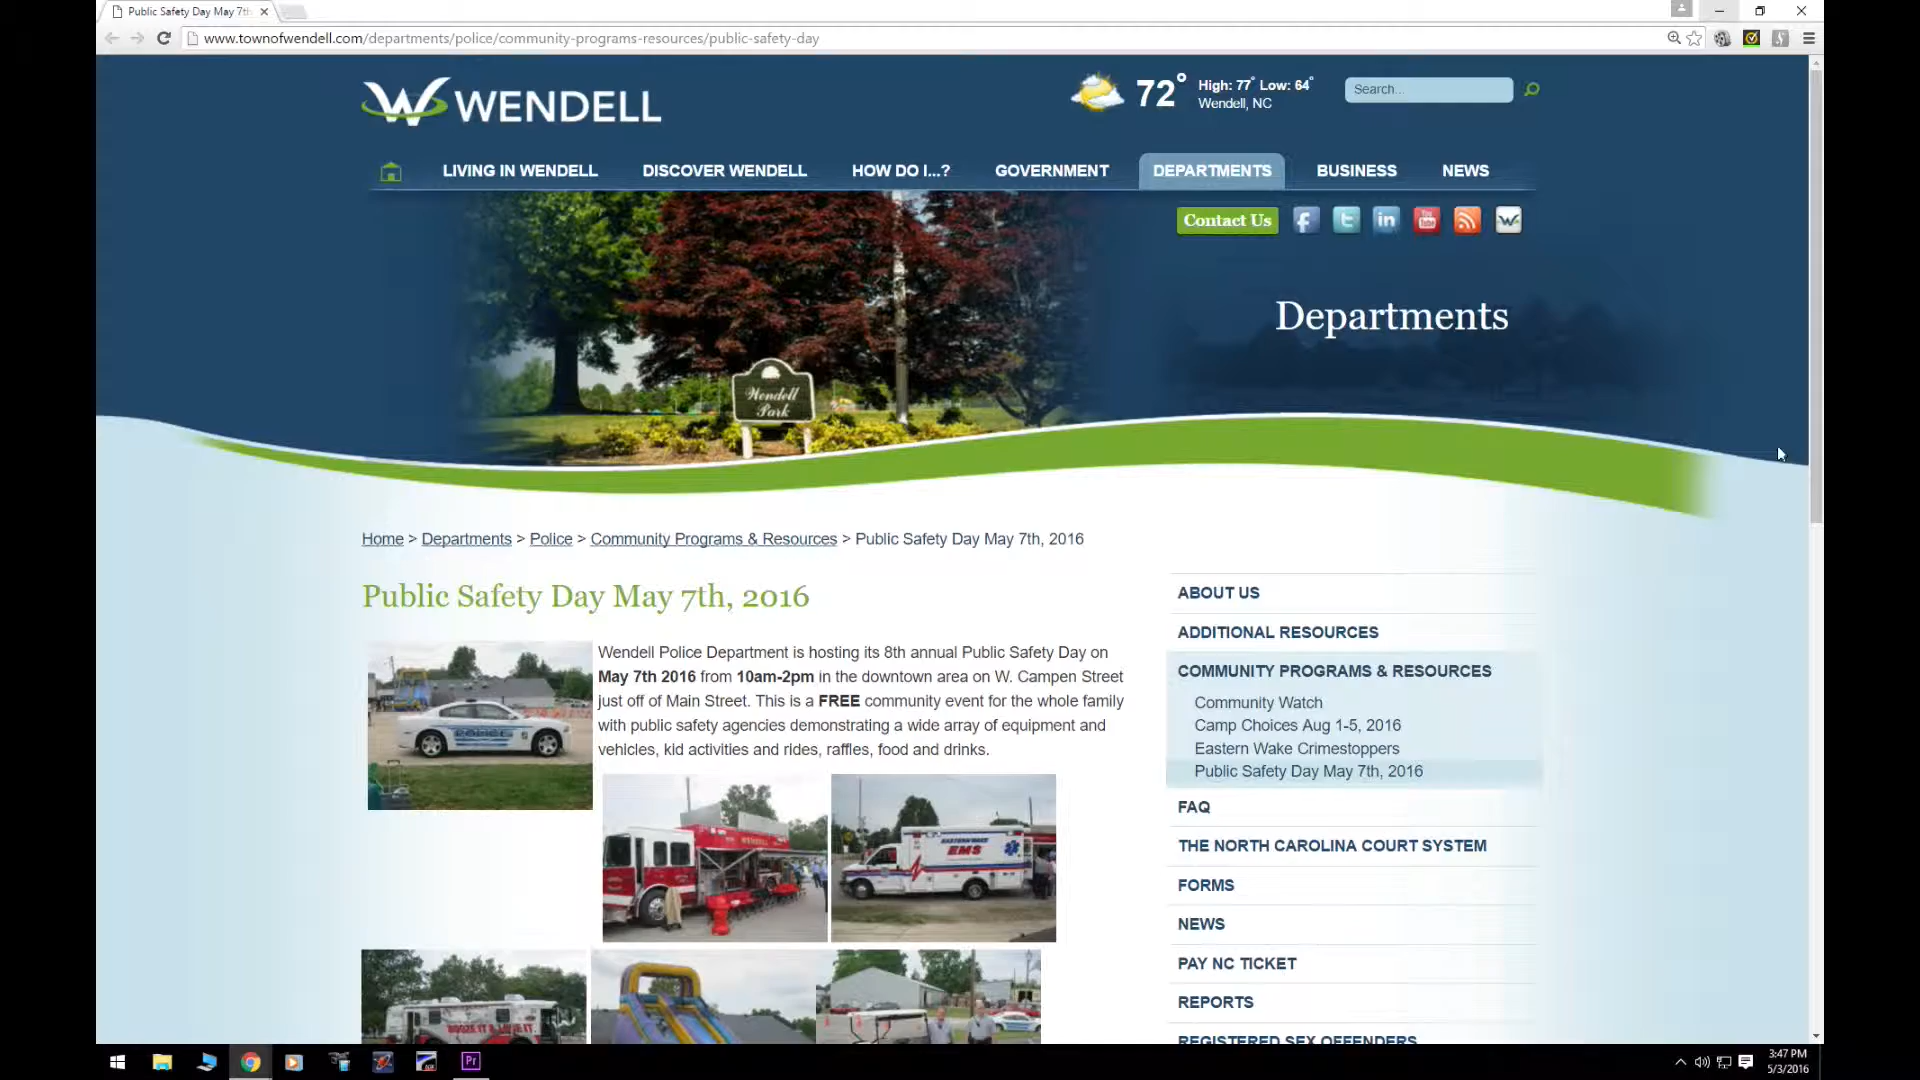 Public Safety Day May 7th
www.townofwendell.com/departments/police/community-programs-resources/public-safety-day
WENDELL
72° High: 77° Low: 64°
Wendell, NC
Search...
LIVING IN WENDELL DISCOVER WENDELL HOW DO I...? GOVERNMENT DEPARTMENTS BUSINESS NEWS
Contact Us
Departments
Wendell
Park
Home > Departments > Police > Community Programs & Resources > Public Safety Day May 7th, 2016
Public Safety Day May 7th, 2016
Wendell Police Department is hosting its 8th annual Public Safety Day on
May 7th 2016 from 10am-2pm in the downtown area on W. Campen Street
just off of Main Street. This is a FREE community event for the whole family
with public safety agencies demonstrating a wide array of equipment and
vehicles, kid activities and rides, raffles, food and drinks.
POLICE
EASTERN WAKE
EMS
BOOZE IT & LOSE IT
ABOUT US
ADDITIONAL RESOURCES
COMMUNITY PROGRAMS & RESOURCES
Community Watch
Camp Choices Aug 1-5, 2016
Eastern Wake Crimestoppers
Public Safety Day May 7th, 2016
FAQ
THE NORTH CAROLINA COURT SYSTEM
FORMS
NEWS
PAY NC TICKET
REPORTS
REGISTERED SEX OFFENDERS
Pr
3:47 PM
5/3/2016